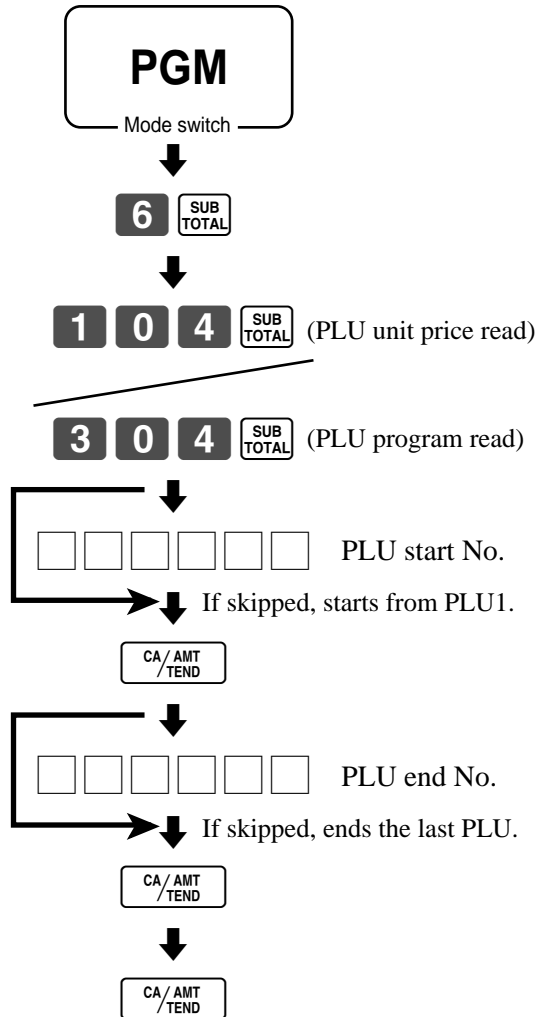 PGM
Mode switch
6 SUB TOTAL
1 0 4 SUB TOTAL (PLU unit price read)
3 0 4 SUB TOTAL (PLU program read)
PLU start No.
If skipped, starts from PLU1.
CA/AMT TEND
PLU end No.
If skipped, ends the last PLU.
CA/AMT TEND
CA/AMT TEND